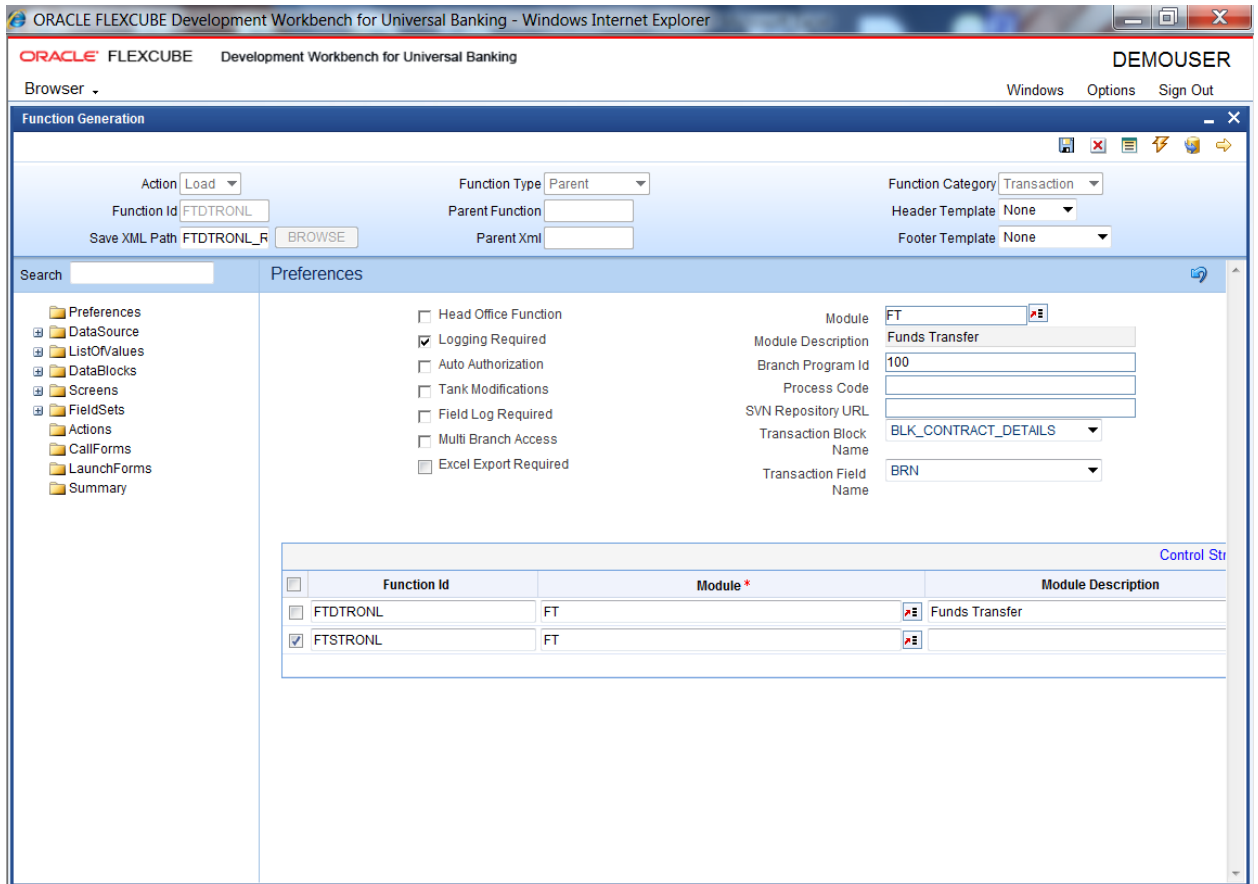 ORACLE FLEXCUBE Development Workbench for Universal Banking - Windows Internet Explorer
ORACLE FLEXCUBE Development Workbench for Universal Banking DEMOUSER
Browser Windows Options Sign Out
Function Generation
Action Load Function Type Parent Function Category Transaction
Function Id FTDTRONL Parent Function Header Template None
Save XML Path FTDTRONL_R BROWSE Parent Xml Footer Template None
Search Preferences
Preferences
DataSource
ListOfValues
DataBlocks
Screens
FieldSets
Actions
CallForms
LaunchForms
Summary
Head Office Function
Logging Required
Auto Authorization
Tank Modifications
Field Log Required
Multi Branch Access
Excel Export Required
Module FT
Module Description Funds Transfer
Branch Program Id 100
Process Code
SVN Repository URL
Transaction Block Name BLK_CONTRACT_DETAILS
Transaction Field Name BRN
Control Str
Function Id Module * Module Description
FTDTRONL FT Funds Transfer
FTSTRONL FT